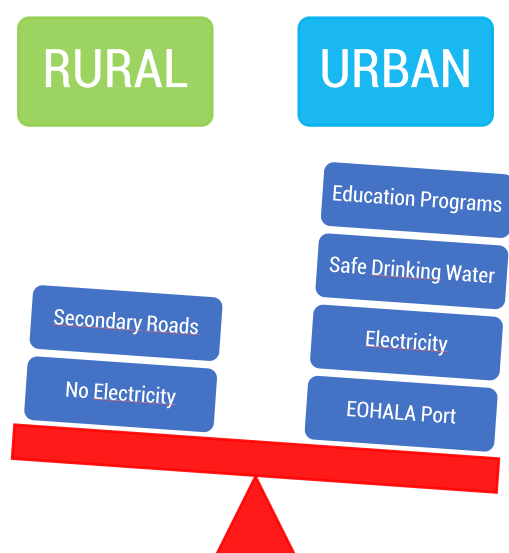 RURAL
URBAN
Education Programs
Safe Drinking Water
Secondary Roads
Electricity
No Electricity
EOHALA Port